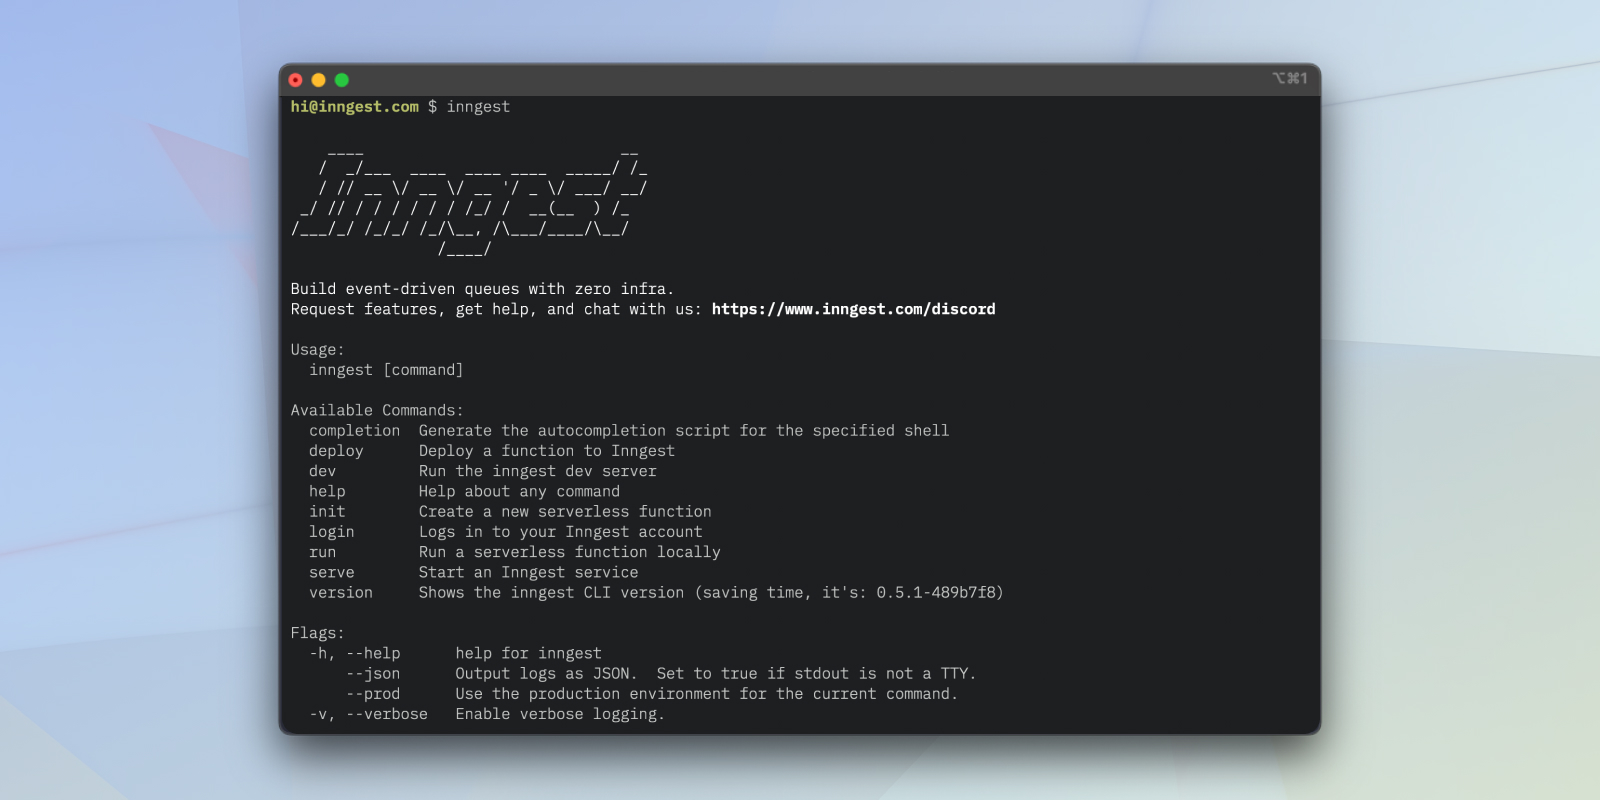 ⌥⌘1
hi@inngest.com $ inngest
    ____                            __
   /  _/___  ____  ____ ____  _____/ /_
   / // __ \/ __ \/ __ '/ _ \/ ___/ __/
 _/ // / / / / / / /_/ /  __(__  ) /_
/___/_/ /_/_/ /_/\__, /\___/____/\__/
                /____/
Build event-driven queues with zero infra.
Request features, get help, and chat with us: https://www.inngest.com/discord
Usage:
  inngest [command]
Available Commands:
  completion  Generate the autocompletion script for the specified shell
  deploy      Deploy a function to Inngest
  dev         Run the inngest dev server
  help        Help about any command
  init        Create a new serverless function
  login       Logs in to your Inngest account
  run         Run a serverless function locally
  serve       Start an Inngest service
  version     Shows the inngest CLI version (saving time, it's: 0.5.1-489b7f8)
Flags:
  -h, --help      help for inngest
      --json      Output logs as JSON.  Set to true if stdout is not a TTY.
      --prod      Use the production environment for the current command.
  -v, --verbose   Enable verbose logging.